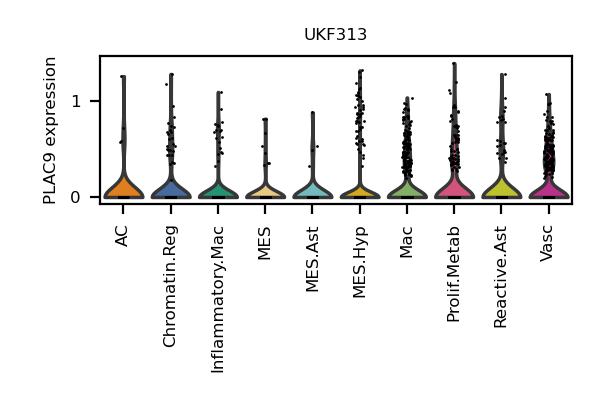 UKF313
PLAC9 expression
1
0
AC
Chromatin.Reg
Inflammatory.Mac
MES
MES.Ast
MES.Hyp
Mac
Prolif.Metab
Reactive.Ast
Vasc